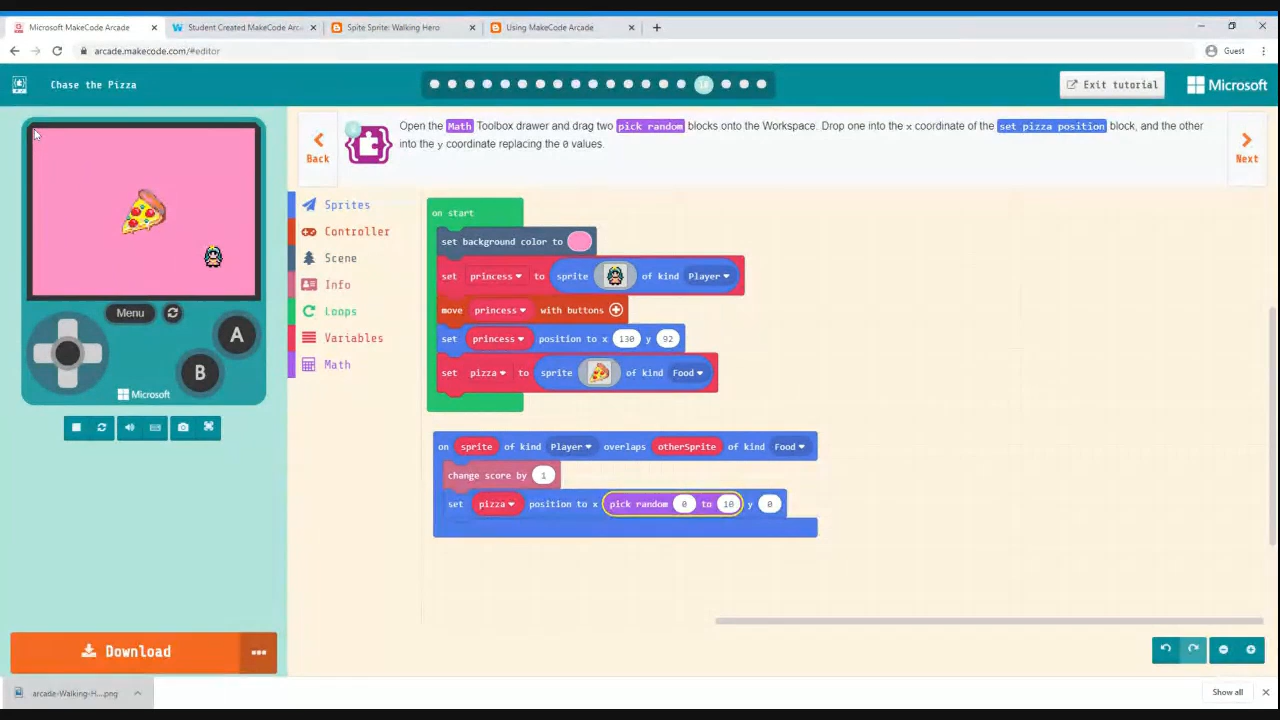 Microsoft MakeCode Arcade
Student Created MakeCode Arc
Spite Sprite: Walking Hero
Using MakeCode Arcade
arcade.makecode.com/#editor
Guest
Chase the Pizza
Exit tutorial
Microsoft
Back
Open the Math Toolbox drawer and drag two pick random blocks onto the Workspace. Drop one into the x coordinate of the set pizza position block, and the other
into the y coordinate replacing the 0 values.
Next
Sprites
Controller
Scene
Info
Loops
Variables
Math
on start
set background color to
set princess to sprite of kind Player
move princess with buttons
set princess position to x 130 y 92
set pizza to sprite of kind Food
on sprite of kind Player overlaps otherSprite of kind Food
change score by 1
set pizza position to x pick random 0 to 10 y 0
Menu
A
B
Microsoft
Download
arcade-Walking-H....png
Show all